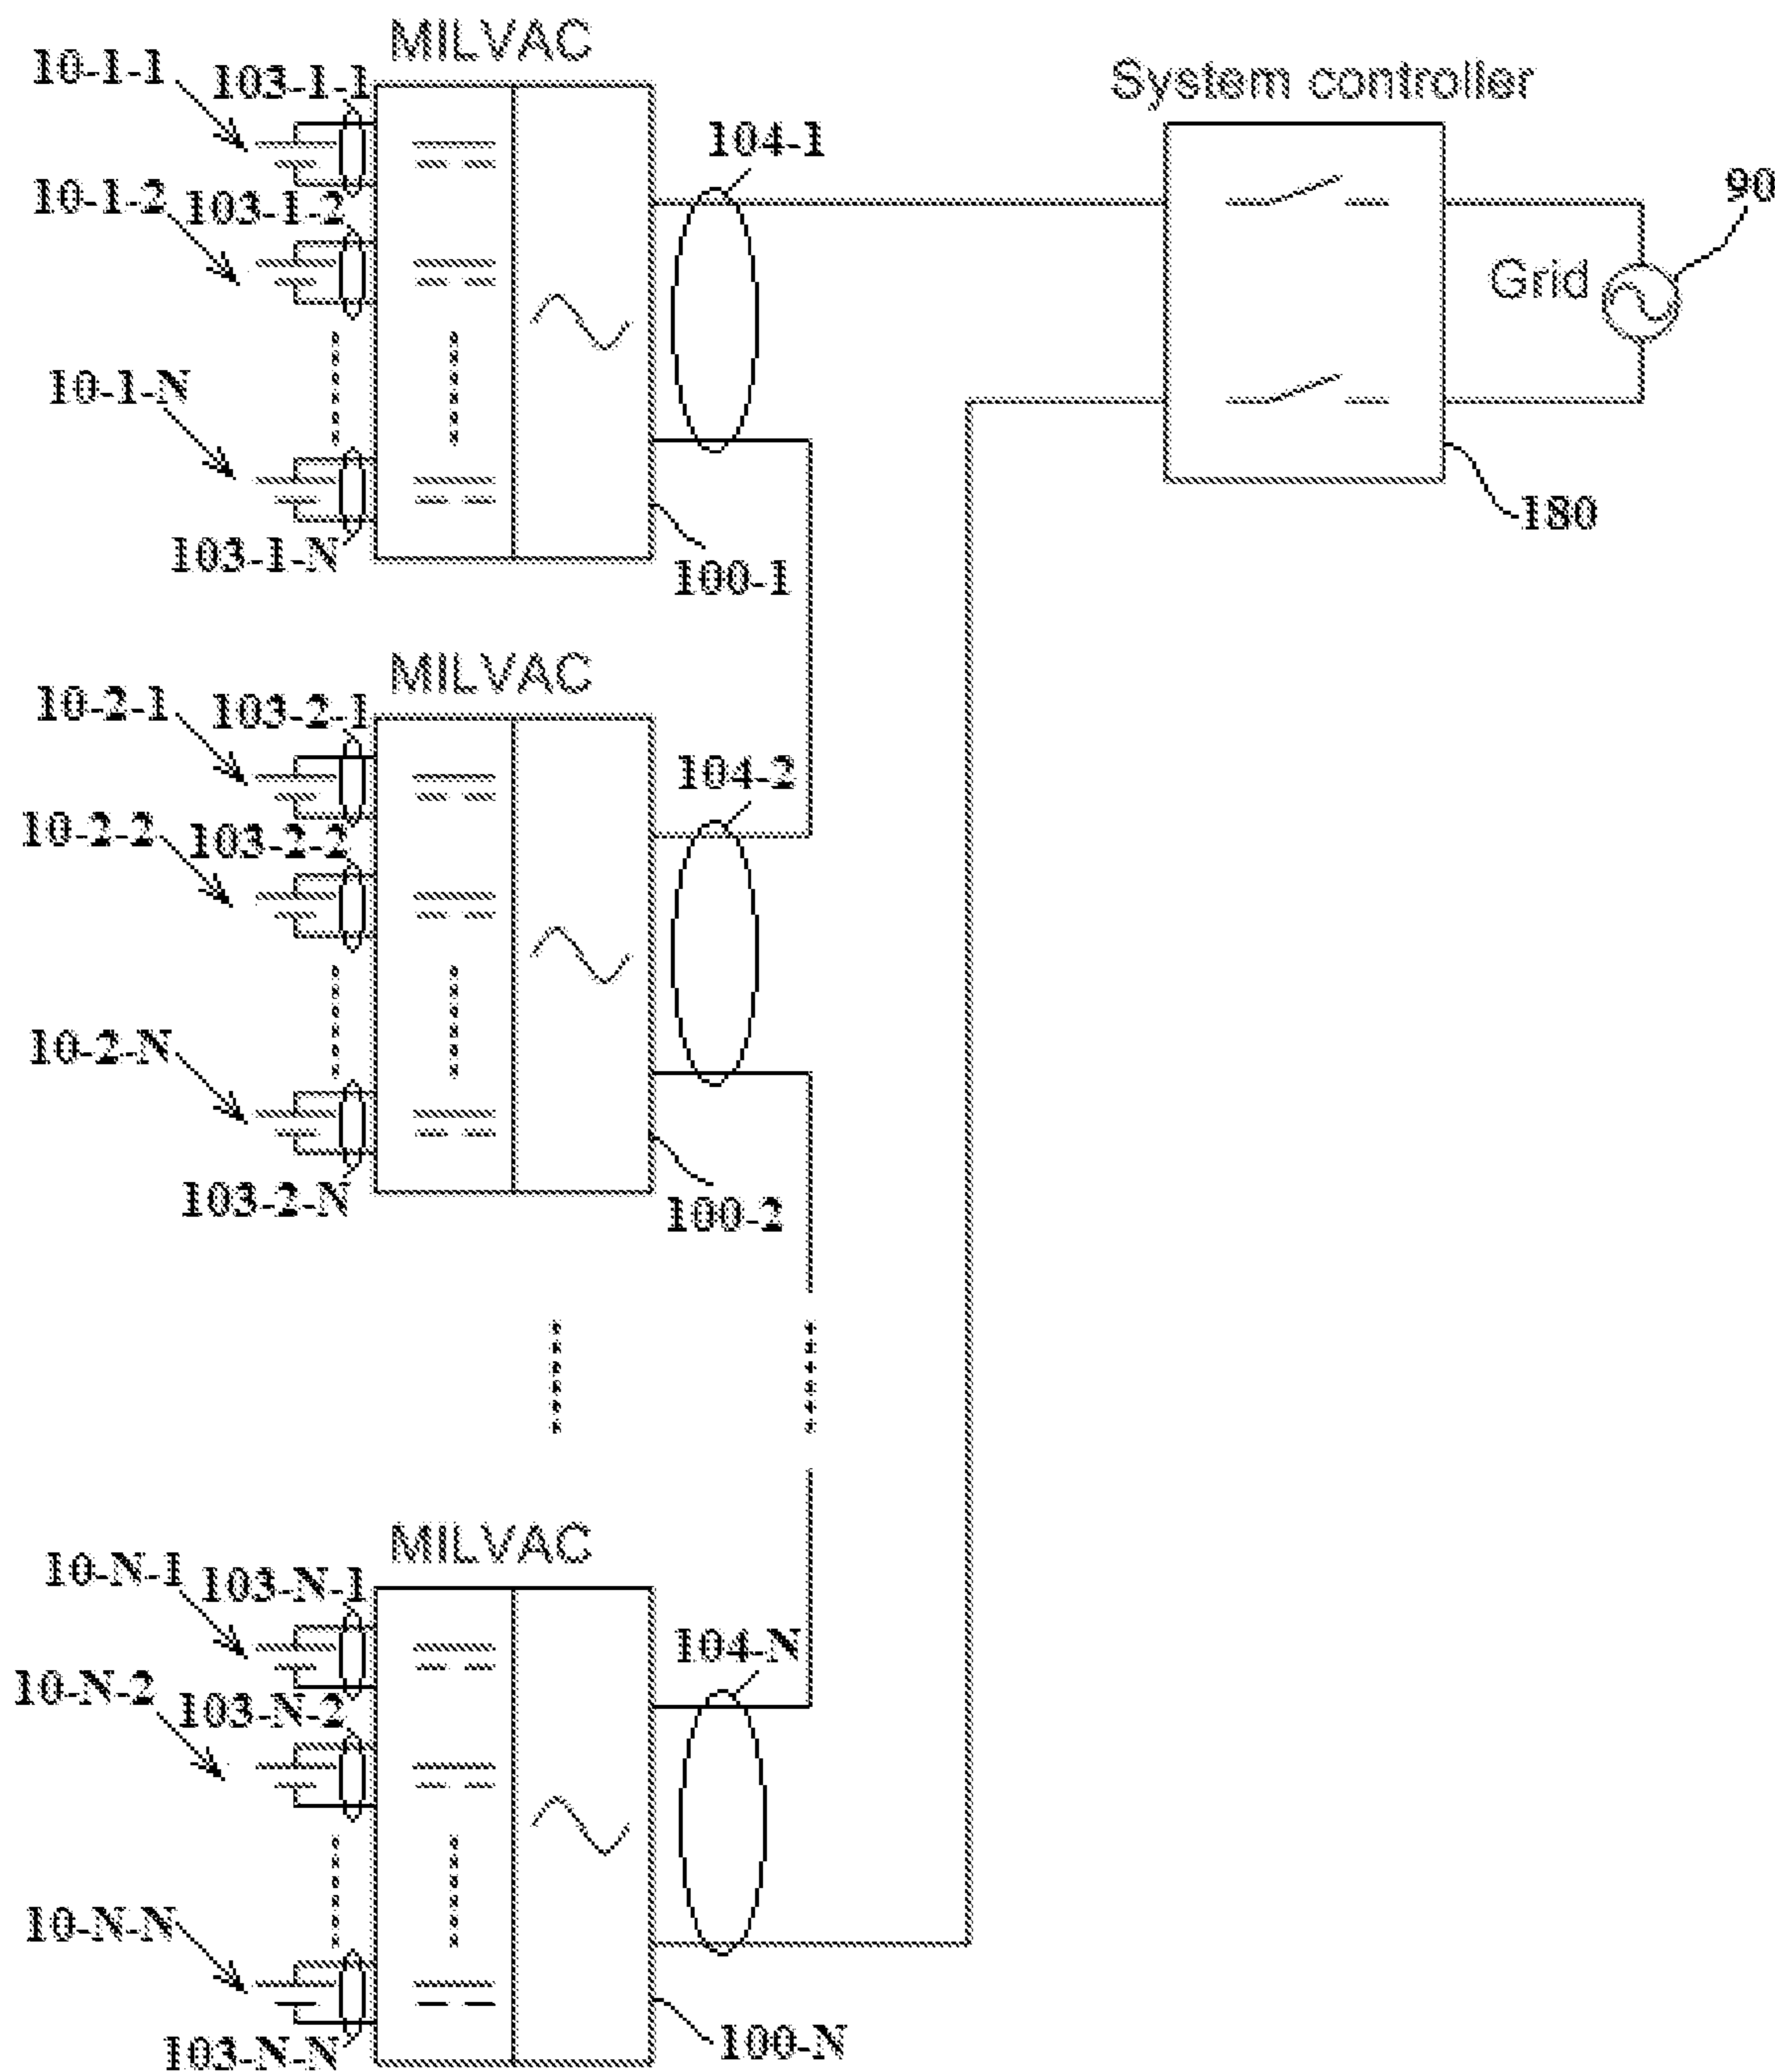 MILVAC
10-1-1
103-1-1
System controller
104-1
10-1-2
103-1-2
90
Grid
10-1-N
180
103-1-N
100-1
MILVAC
10-2-1
103-2-1
104-2
10-2-2
103-2-2
10-2-N
103-2-N
100-2
MILVAC
10-N-1
103-N-1
104-N
10-N-2
103-N-2
10-N-N
103-N-N
100-N